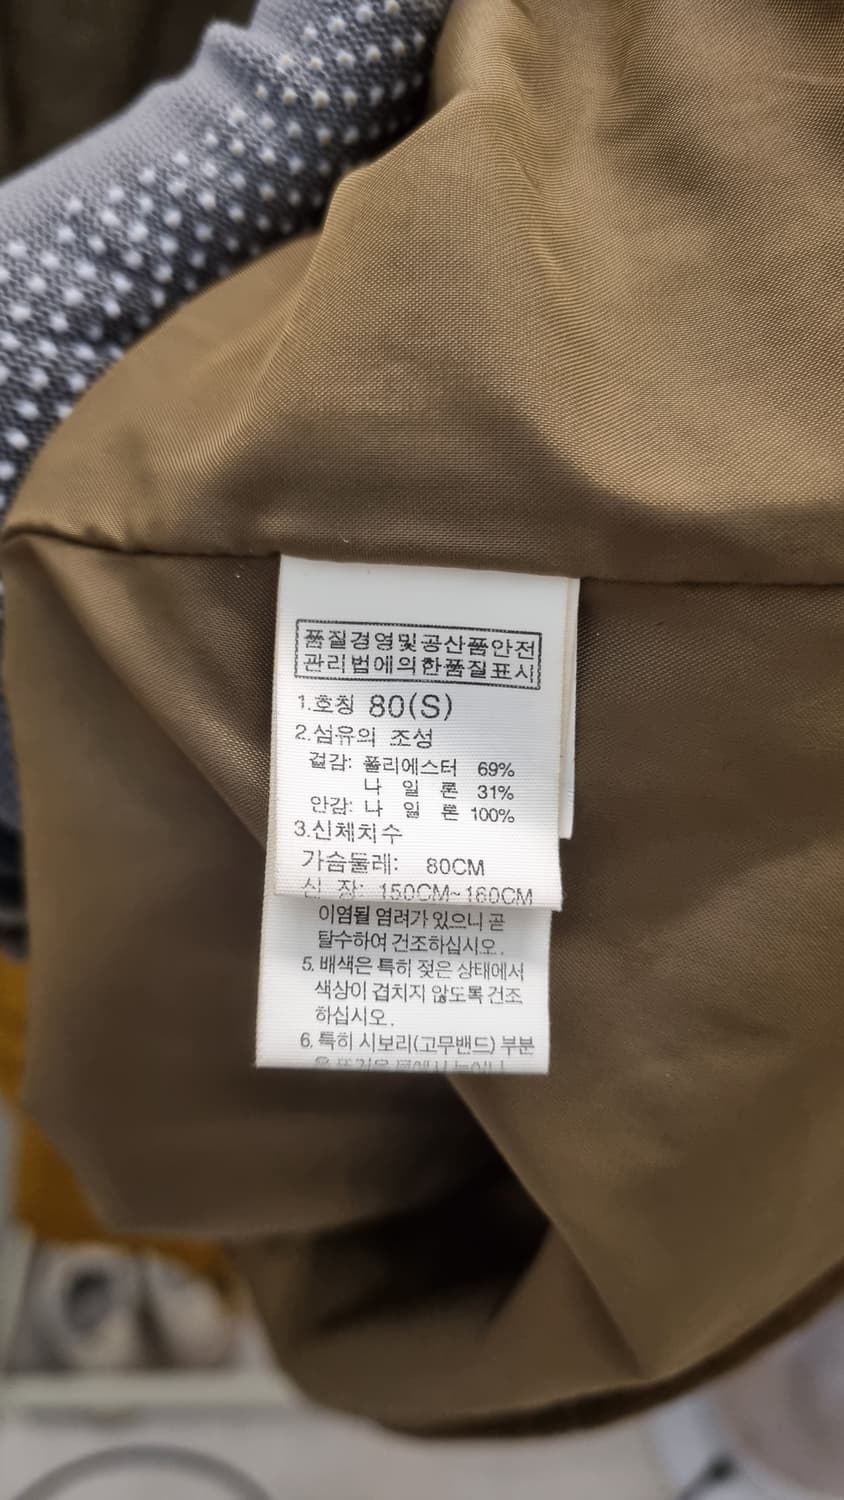 품질경영및공산품안전
관리법에의한품질표시
1.호칭 80(S)
2.섬유의 조성
겉감: 폴리에스터 69%
나 일 론 31%
안감: 나 일 론 100%
3.신체치수
가슴둘레: 80CM
신 장: 150CM~160CM
이염될 염려가 있으니 곧
탈수하여 건조하십시오.
5. 배색은 특히 젖은 상태에서
색상이 겹치지 않도록 건조
하십시오.
6. 특히 시보리(고무밴드) 부분